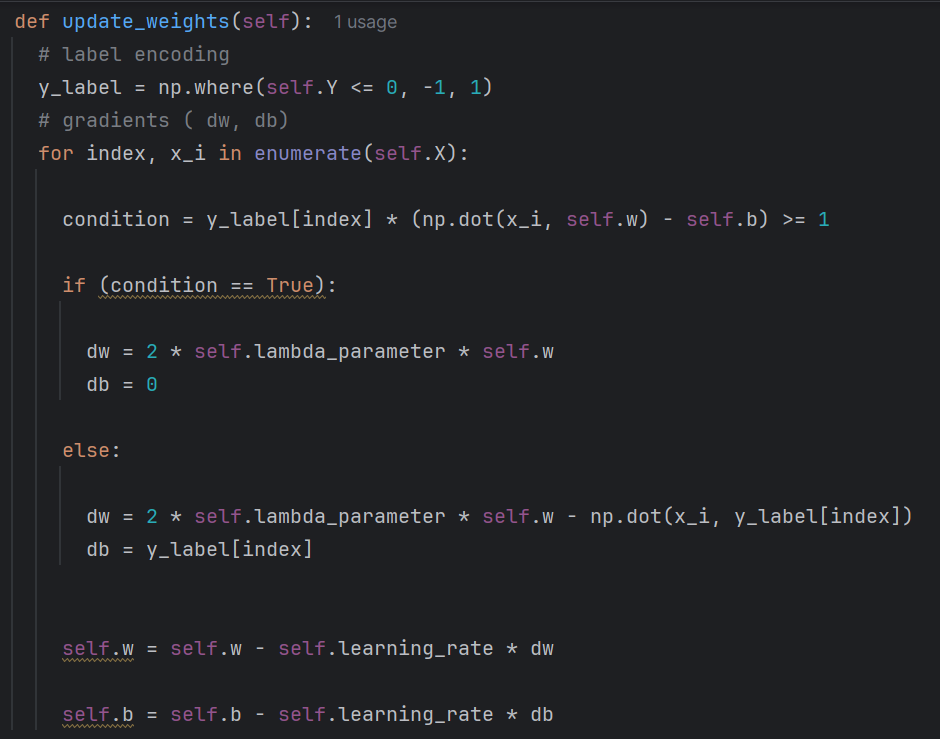 def update_weights(self):  1 usage
# label encoding
y_label = np.where(self.Y <= 0, -1, 1)
# gradients ( dw, db)
for index, x_i in enumerate(self.X):
condition = y_label[index] * (np.dot(x_i, self.w) - self.b) >= 1
if (condition == True):
dw = 2 * self.lambda_parameter * self.w
db = 0
else:
dw = 2 * self.lambda_parameter * self.w - np.dot(x_i, y_label[index])
db = y_label[index]
self.w = self.w - self.learning_rate * dw
self.b = self.b - self.learning_rate * db